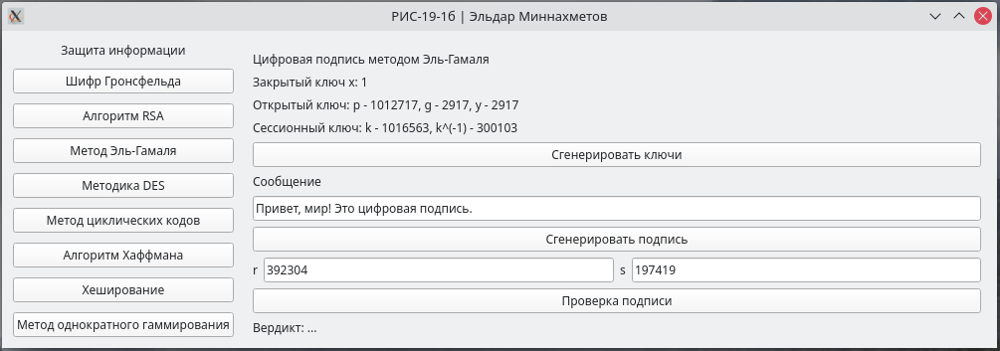 РИС-19-1б | Эльдар Миннахметов
Защита информации
Шифр Гронсфельда
Алгоритм RSA
Метод Эль-Гамаля
Методика DES
Метод циклических кодов
Алгоритм Хаффмана
Хеширование
Метод однократного гаммирования
Цифровая подпись методом Эль-Гамаля
Закрытый ключ x: 1
Открытый ключ: p - 1012717, g - 2917, y - 2917
Сессионный ключ: k - 1016563, k^(-1) - 300103
Сгенерировать ключи
Сообщение
Привет, мир! Это цифровая подпись.
Сгенерировать подпись
r 392304 s 197419
Проверка подписи
Вердикт: ...